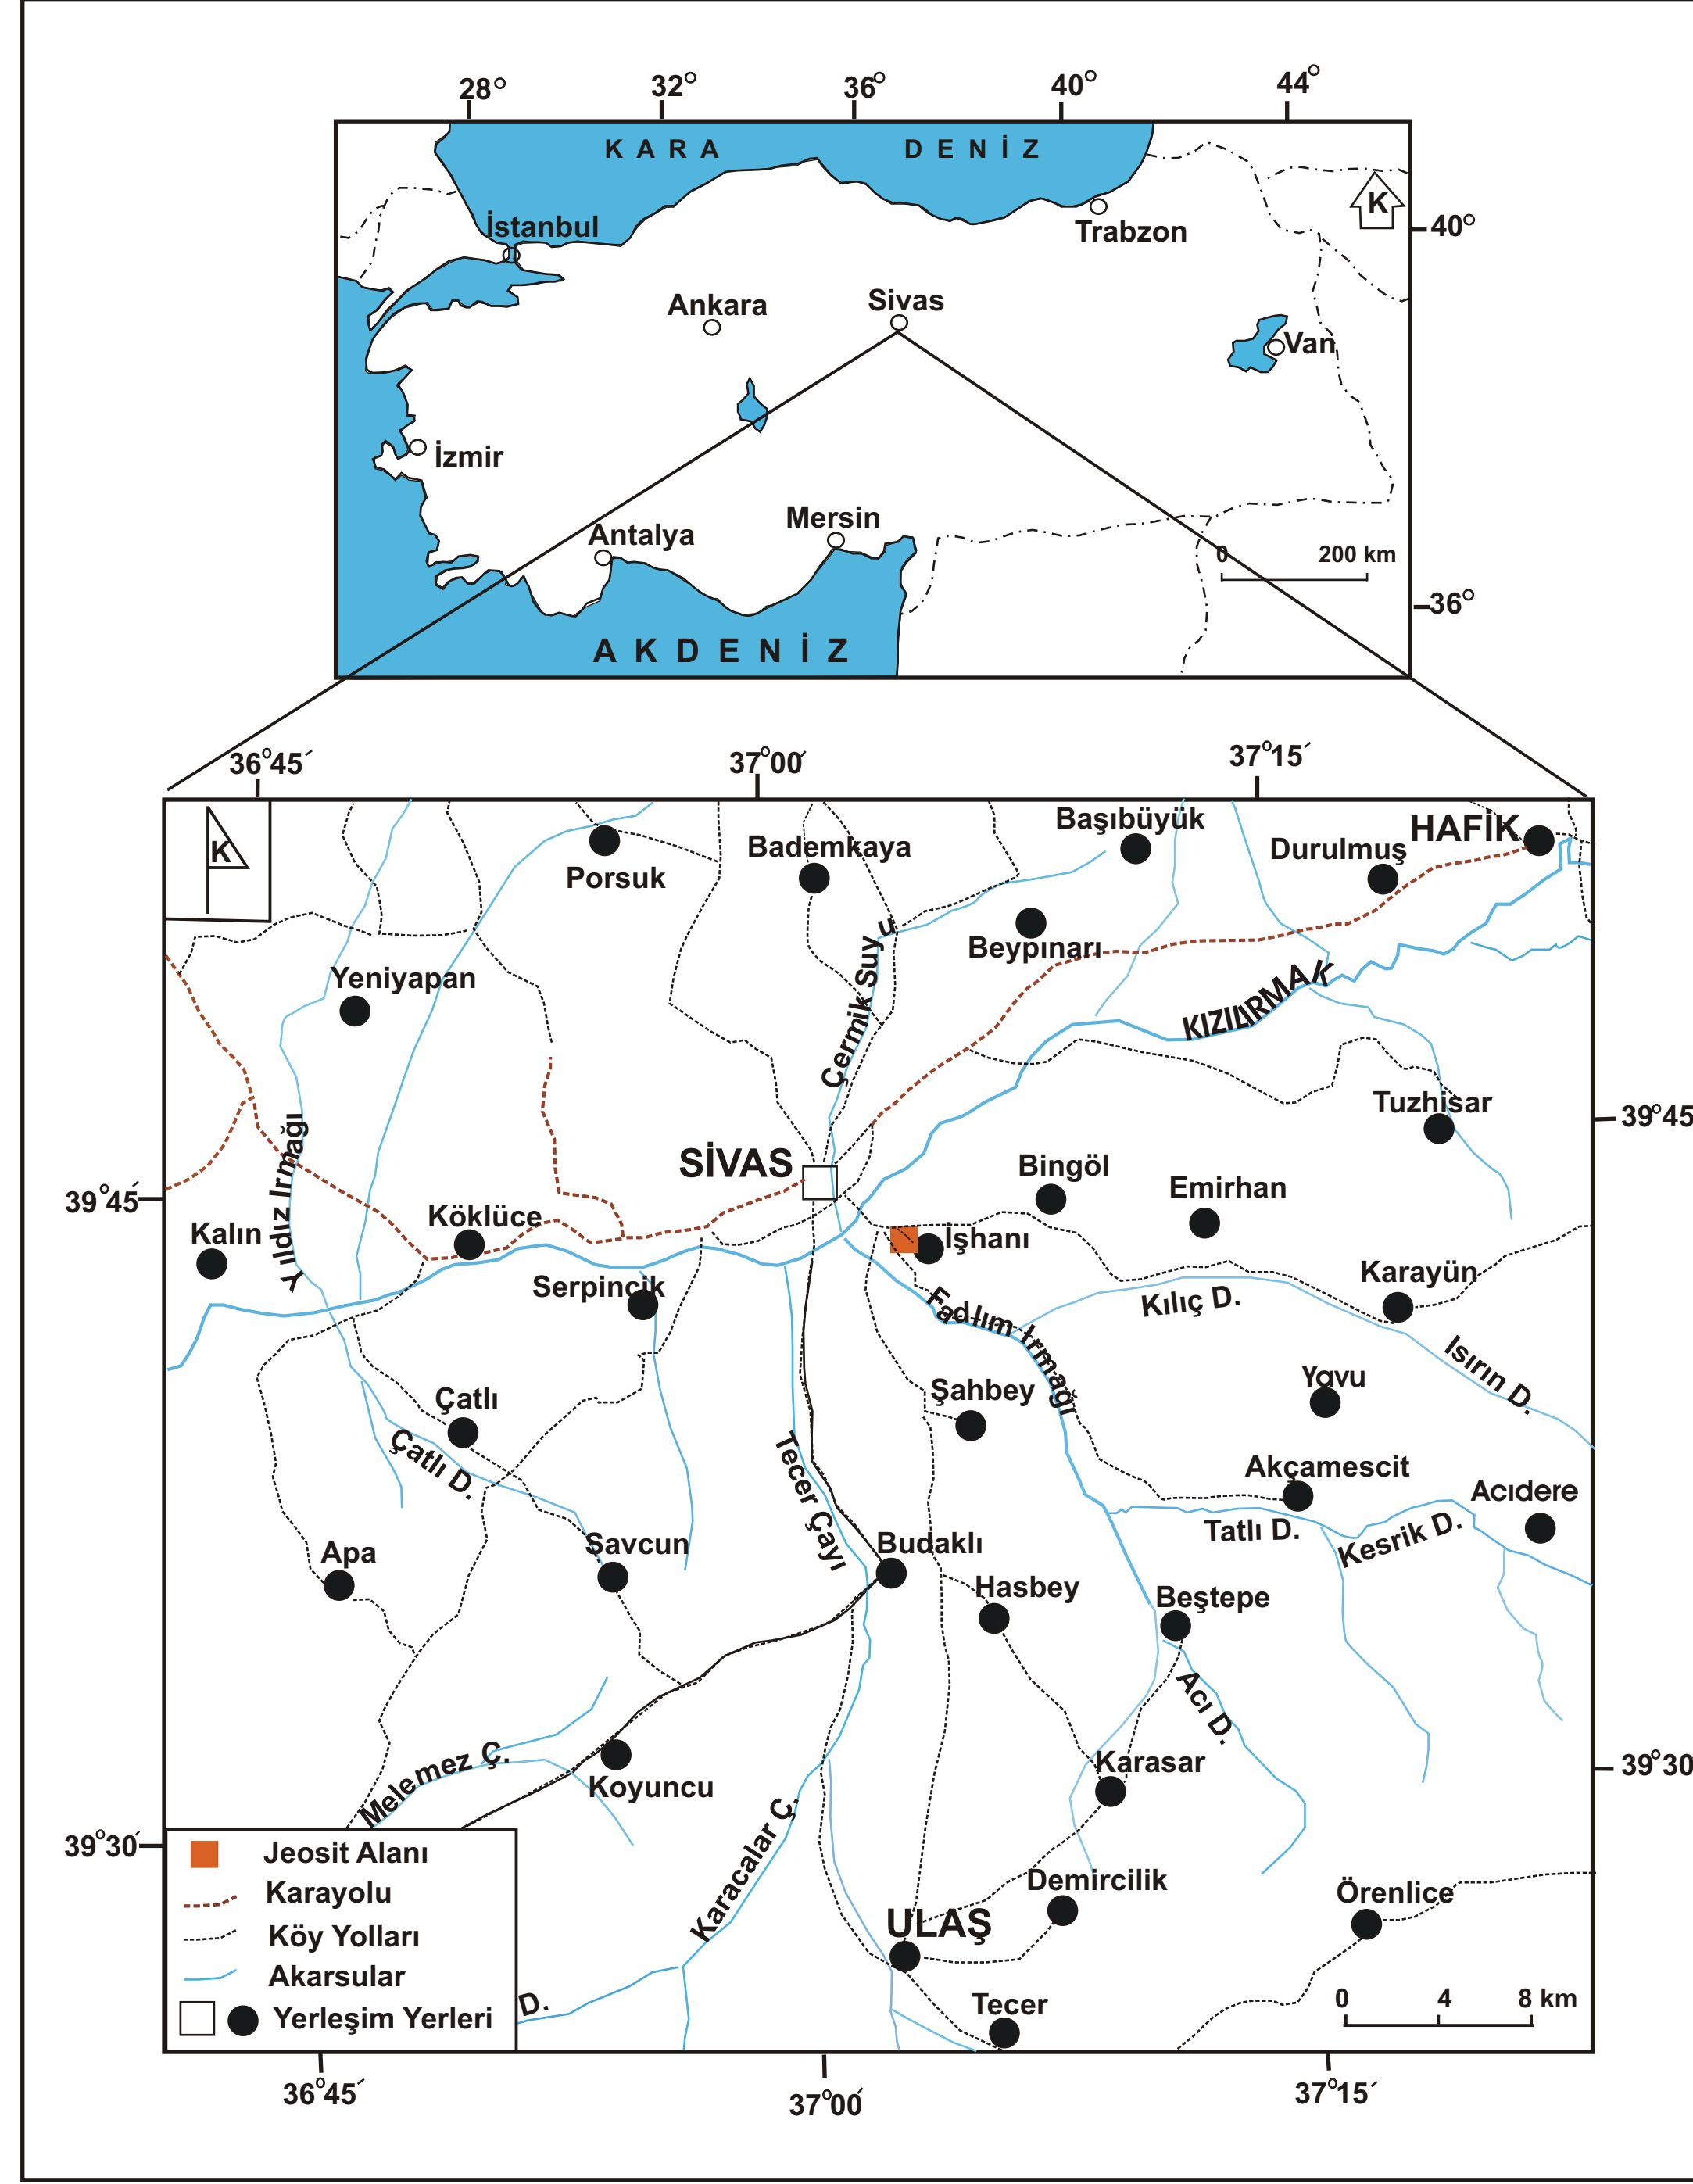 28° 32° 36° 40° 44°
KARA DENİZ
K
İstanbul
Trabzon
40°
Ankara
Sivas
Van
İzmir
Antalya
Mersin
0 200 km
36°
AKDENİZ
36°45´ 37°00´ 37°15´
K
Porsuk
Bademkaya
Başıbüyük
Durulmuş
HAFİK
Beypınarı
Yeniyapan
Çermik Suyu
KIZILIRMAK
Tuzhisar
39°45
SİVAS
Bingöl
Emirhan
39°45´
Kalın
Yıldız Irmağı
Köklüce
İşhanı
Serpincik
Fadlım Irmağı
Kılıç D.
Karayün
Isırın D.
Çatlı
Çatlı D.
Şahbey
Yavu
Tecer Çayı
Akçamescit
Acıdere
Tatlı D.
Kesrik D.
Apa
Savcun
Budaklı
Hasbey
Beştepe
Acı D.
Melemez Ç.
Koyuncu
Karasar
39°30
39°30´
Karacalar Ç.
Demircilik
Örenlice
ULAŞ
Tecer
D.
Jeosit Alanı
Karayolu
Köy Yolları
Akarsular
Yerleşim Yerleri
0 4 8 km
36°45´ 37°00´ 37°15´